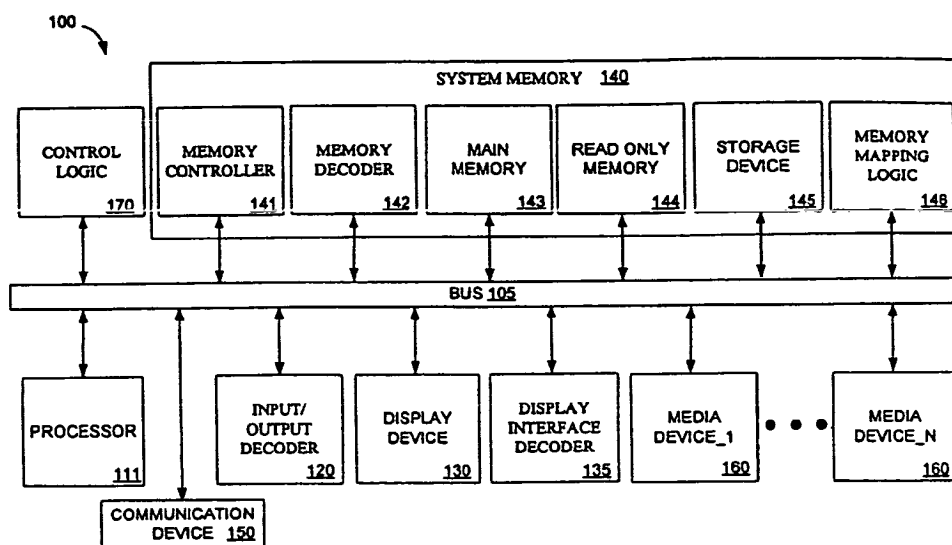 100
SYSTEM MEMORY 140
CONTROL
LOGIC
170
MEMORY
CONTROLLER
141
MEMORY
DECODER
142
MAIN
MEMORY
143
READ ONLY
MEMORY
144
STORAGE
DEVICE
145
MEMORY
MAPPING
LOGIC
148
BUS 105
PROCESSOR
111
COMMUNICATION
DEVICE 150
INPUT/
OUTPUT
DECODER
120
DISPLAY
DEVICE
130
DISPLAY
INTERFACE
DECODER
135
MEDIA
DEVICE_1
160
MEDIA
DEVICE_N
160